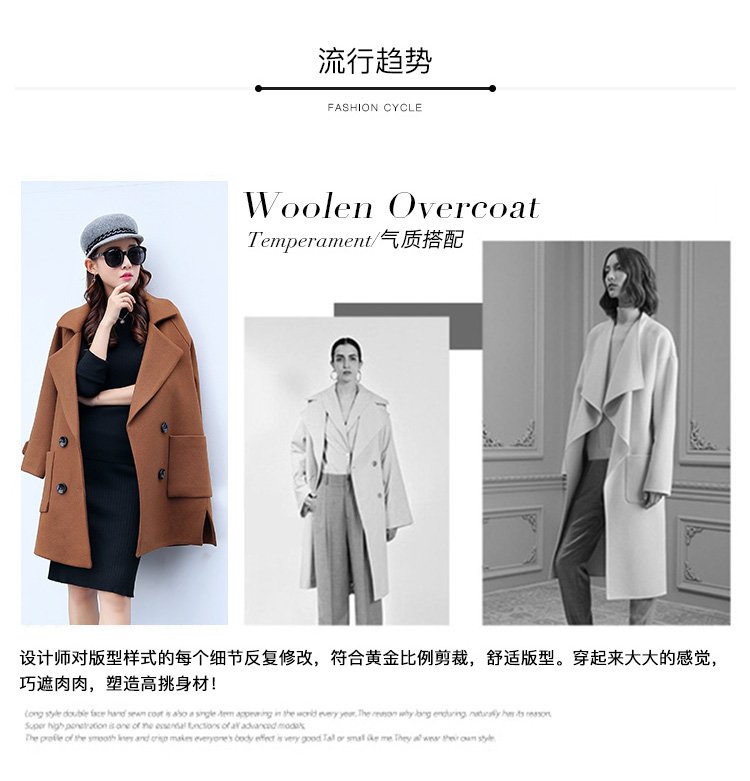 流行趋势
FASHION CYCLE
Woolen Overcoat
Temperament/气质搭配
设计师对版型样式的每个细节反复修改，符合黄金比例剪裁，舒适版型。穿起来大大的感觉，
巧遮肉肉，塑造高挑身材！
Long style double face hand sewn coat is also a single item appearing in the world every year.The reason why long enduring, naturally has its reason.
Super high penetration is one of the essential functions of all advanced models.
The profile of the smooth lines and crisp makes everyone's body effect is very good.Tall or small like me.They all wear their own style.